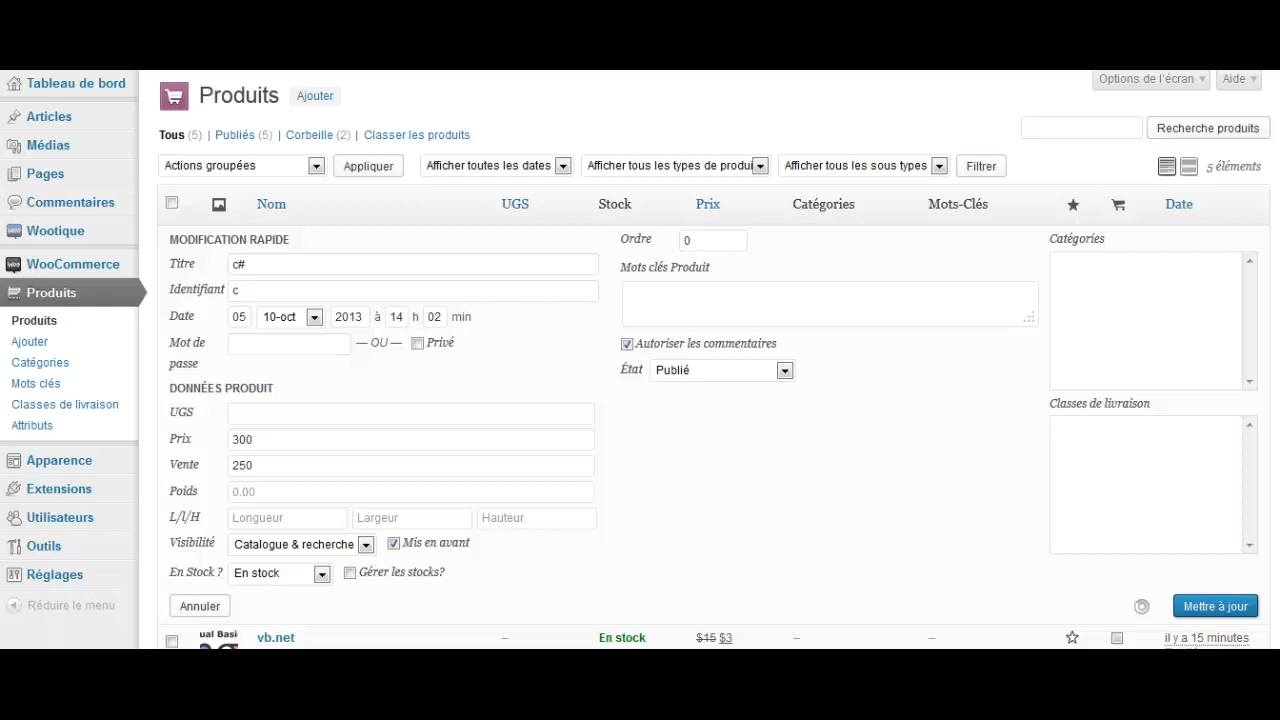 Tableau de bord
Articles
Médias
Pages
Commentaires
Wootique
WooCommerce
Produits
Produits
Ajouter
Catégories
Mots clés
Classes de livraison
Attributs
Apparence
Extensions
Utilisateurs
Outils
Réglages
Réduire le menu
Options de l'écran Aide
Produits Ajouter
Tous (5) | Publiés (5) | Corbeille (2) | Classer les produits
Recherche produits
Actions groupées Appliquer Afficher toutes les dates Afficher tous les types de produi Afficher tous les sous types Filtrer 5 éléments
Nom UGS Stock Prix Catégories Mots-Clés Date
MODIFICATION RAPIDE
Titre c#
Identifiant c
Date 05 10-oct 2013 à 14 h 02 min
Mot de passe — OU — Privé
DONNÉES PRODUIT
UGS
Prix 300
Vente 250
Poids 0.00
L/l/H Longueur Largeur Hauteur
Visibilité Catalogue & recherche Mis en avant
En Stock ? En stock Gérer les stocks?
Ordre 0
Mots clés Produit
Autoriser les commentaires
État Publié
Catégories
Classes de livraison
Annuler Mettre à jour
ual Basi vb.net – En stock $15 $3 – – il y a 15 minutes